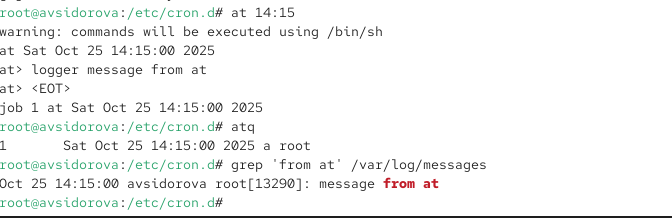 root@avsidorova:/etc/cron.d# at 14:15
warning: commands will be executed using /bin/sh
at Sat Oct 25 14:15:00 2025
at> logger message from at
at> <EOT>
job 1 at Sat Oct 25 14:15:00 2025
root@avsidorova:/etc/cron.d# atq
1       Sat Oct 25 14:15:00 2025 a root
root@avsidorova:/etc/cron.d# grep 'from at' /var/log/messages
Oct 25 14:15:00 avsidorova root[13290]: message from at
root@avsidorova:/etc/cron.d#